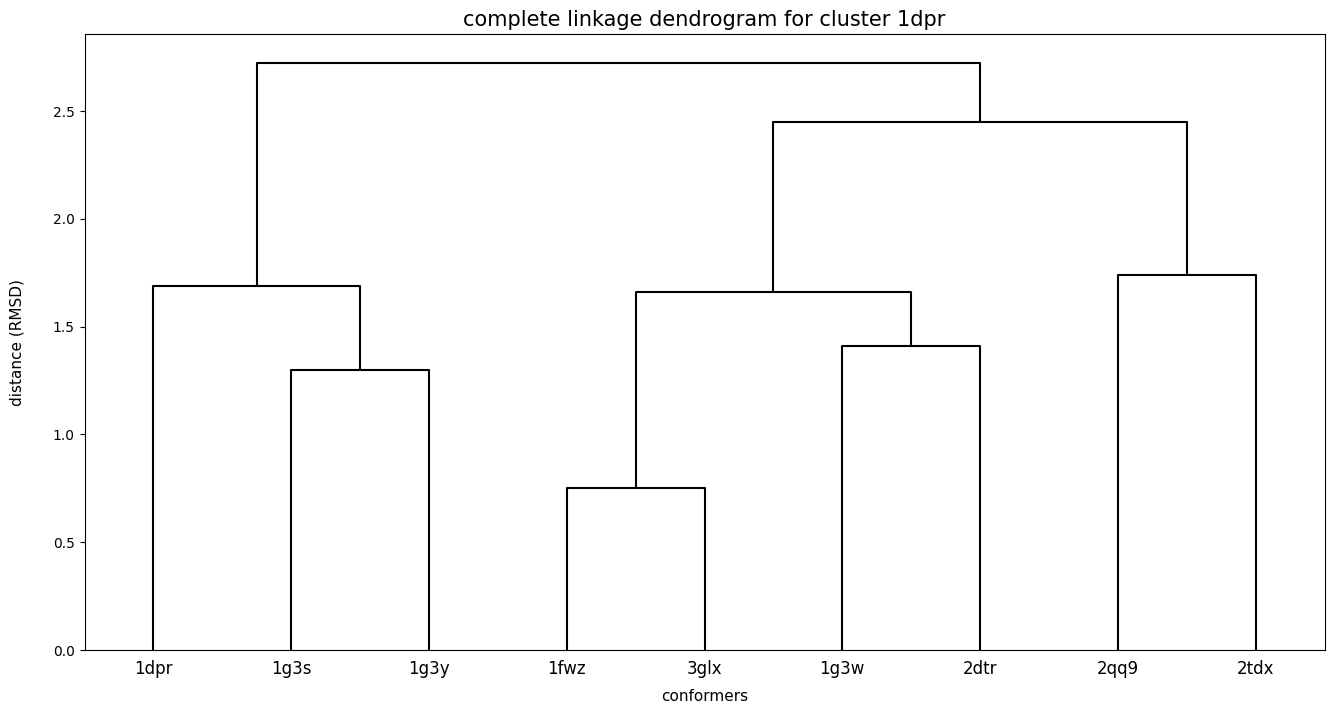 complete linkage dendrogram for cluster 1dpr
2.5
2.0
1.5
1.0
0.5
0.0
distance (RMSD)
1dpr 1g3s 1g3y 1fwz 3glx 1g3w 2dtr 2qq9 2tdx
conformers